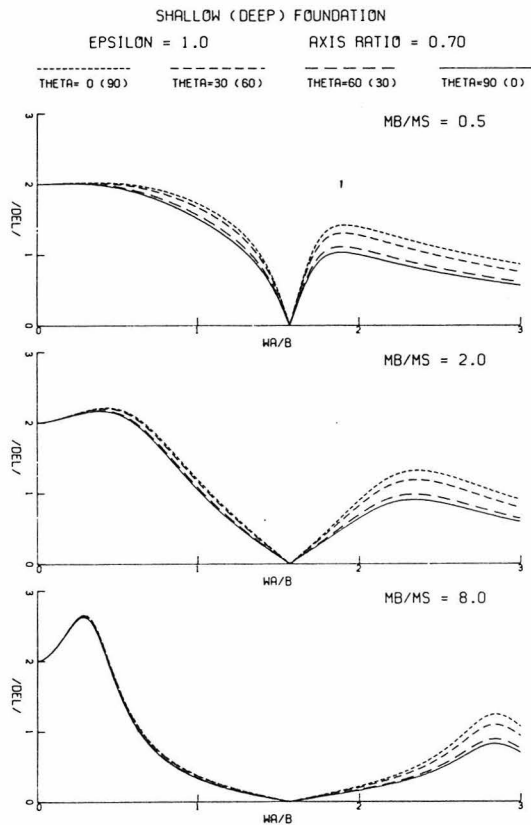 SHALLOW (DEEP) FOUNDATION
EPSILON = 1.0 AXIS RATIO = 0.70
THETA= 0 (90) THETA=30 (60) THETA=60 (30) THETA=90 (0)
MB/MS = 0.5
/DEL/
0 1 2 3
0 1 2 3
WA/B
MB/MS = 2.0
/DEL/
0 1 2 3
0 1 2 3
WA/B
MB/MS = 8.0
/DEL/
0 1 2 3
0 1 2 3
WA/B